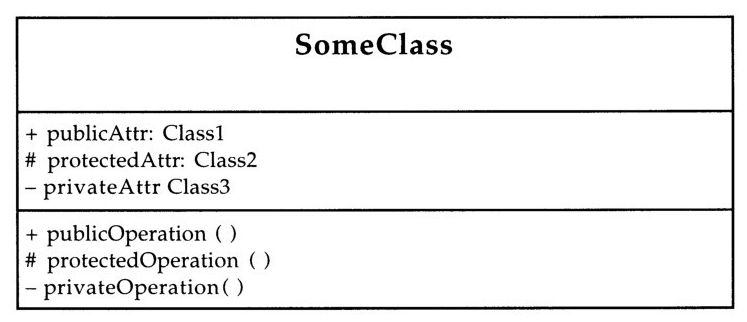 SomeClass
+ publicAttr: Class1
# protectedAttr: Class2
– privateAttr Class3
+ publicOperation ( )
# protectedOperation ( )
– privateOperation( )